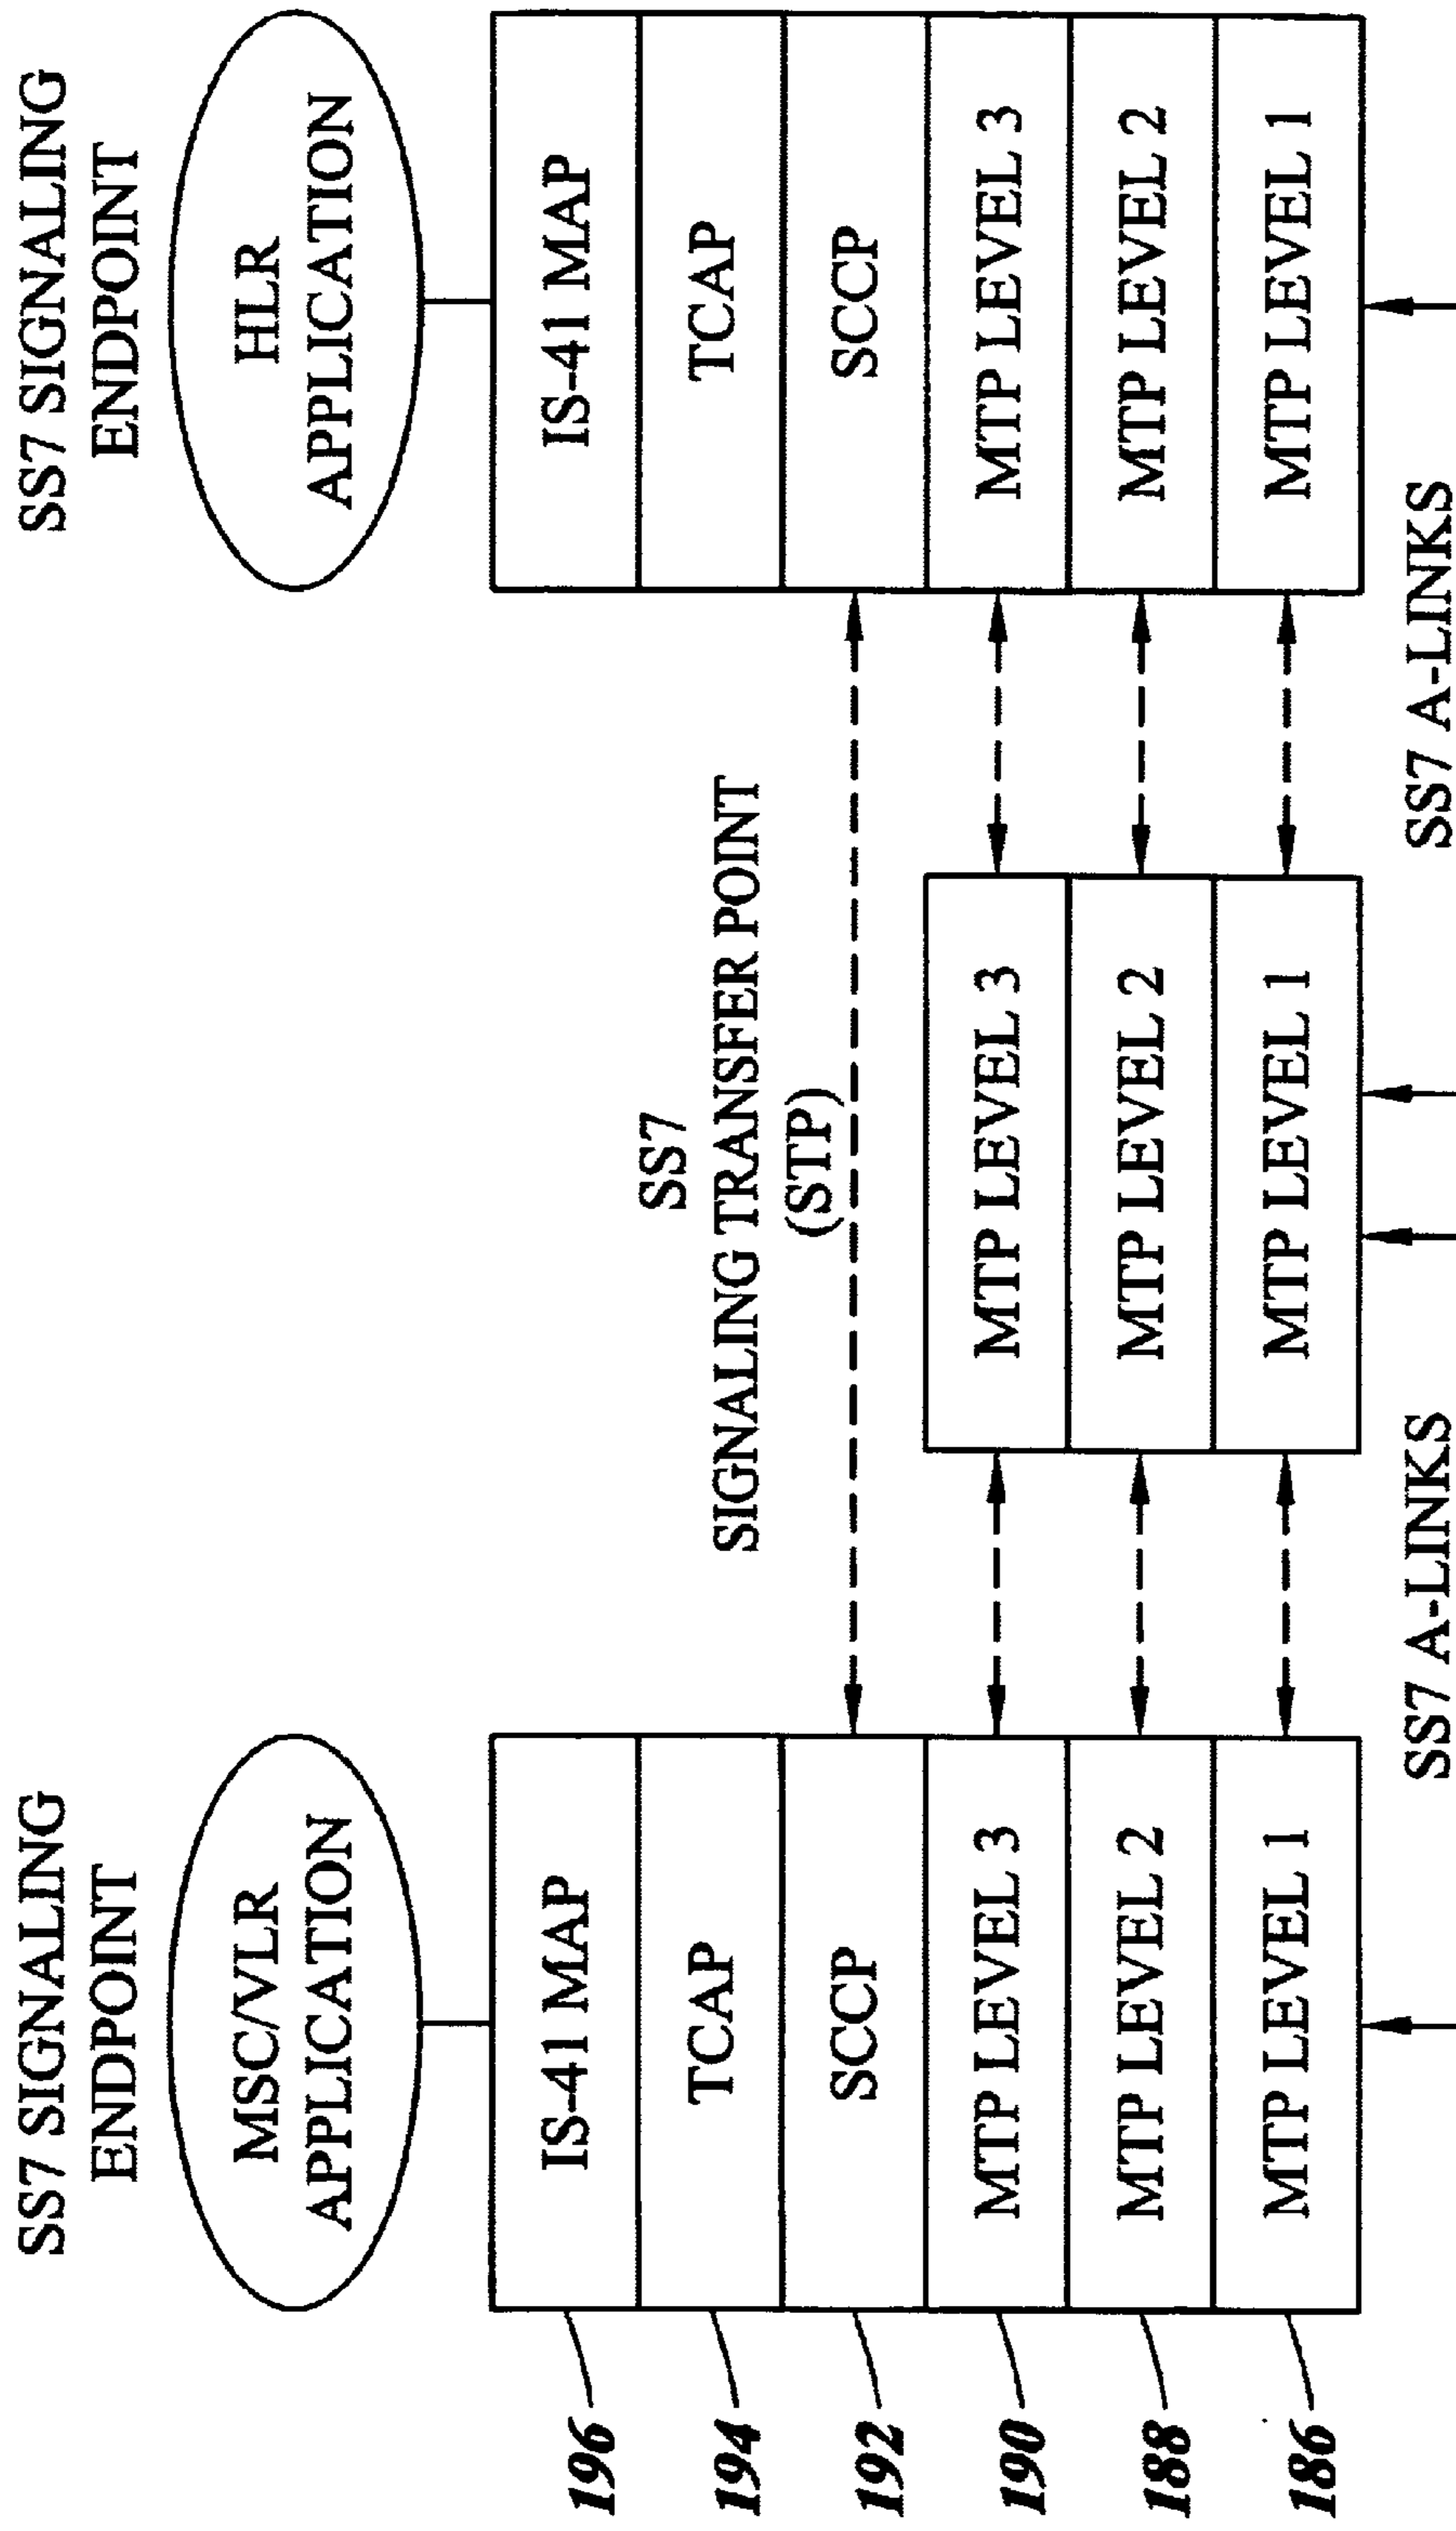 SS7 SIGNALING
ENDPOINT
MSC/VLR
APPLICATION
196
IS-41 MAP
194
TCAP
192
SCCP
190
MTP LEVEL 3
188
MTP LEVEL 2
186
MTP LEVEL 1
SS7 A-LINKS
SS7
SIGNALING TRANSFER POINT
(STP)
MTP LEVEL 3
MTP LEVEL 2
MTP LEVEL 1
SS7 A-LINKS
SS7 SIGNALING
ENDPOINT
HLR
APPLICATION
IS-41 MAP
TCAP
SCCP
MTP LEVEL 3
MTP LEVEL 2
MTP LEVEL 1